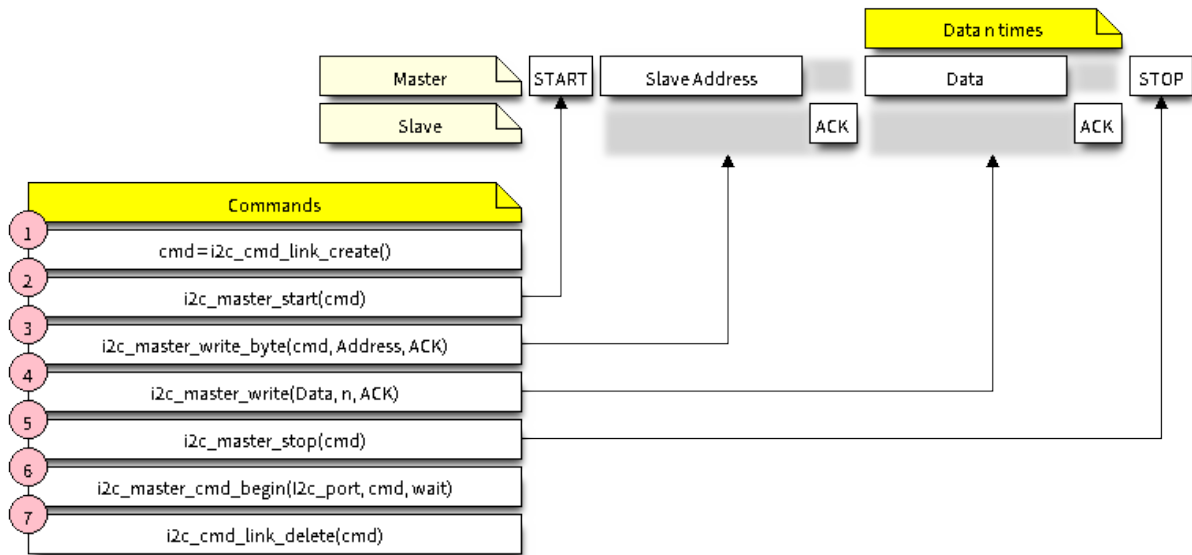 Data n times
Master START Slave Address Data STOP
Slave ACK ACK
Commands
1 cmd=i2c_cmd_link_create()
2 i2c_master_start(cmd)
3 i2c_master_write_byte(cmd, Address, ACK)
4 i2c_master_write(Data, n, ACK)
5 i2c_master_stop(cmd)
6 i2c_master_cmd_begin(I2c_port, cmd, wait)
7 i2c_cmd_link_delete(cmd)